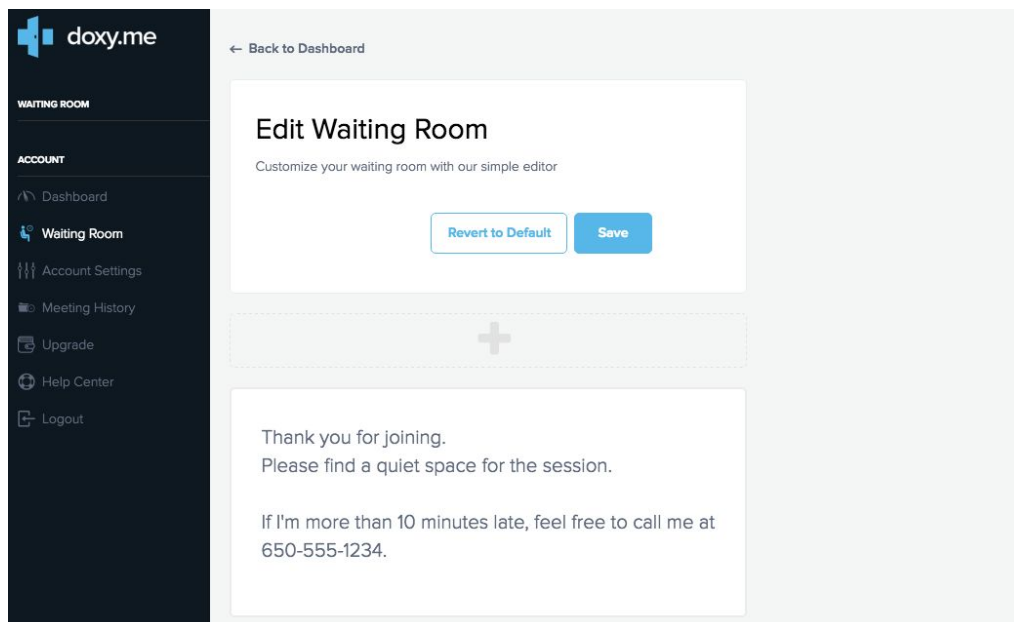 doxy.me
WAITING ROOM
ACCOUNT
Dashboard
Waiting Room
Account Settings
Meeting History
Upgrade
Help Center
Logout
← Back to Dashboard
Edit Waiting Room
Customize your waiting room with our simple editor
Revert to Default
Save
Thank you for joining.
Please find a quiet space for the session.
If I'm more than 10 minutes late, feel free to call me at
650-555-1234.